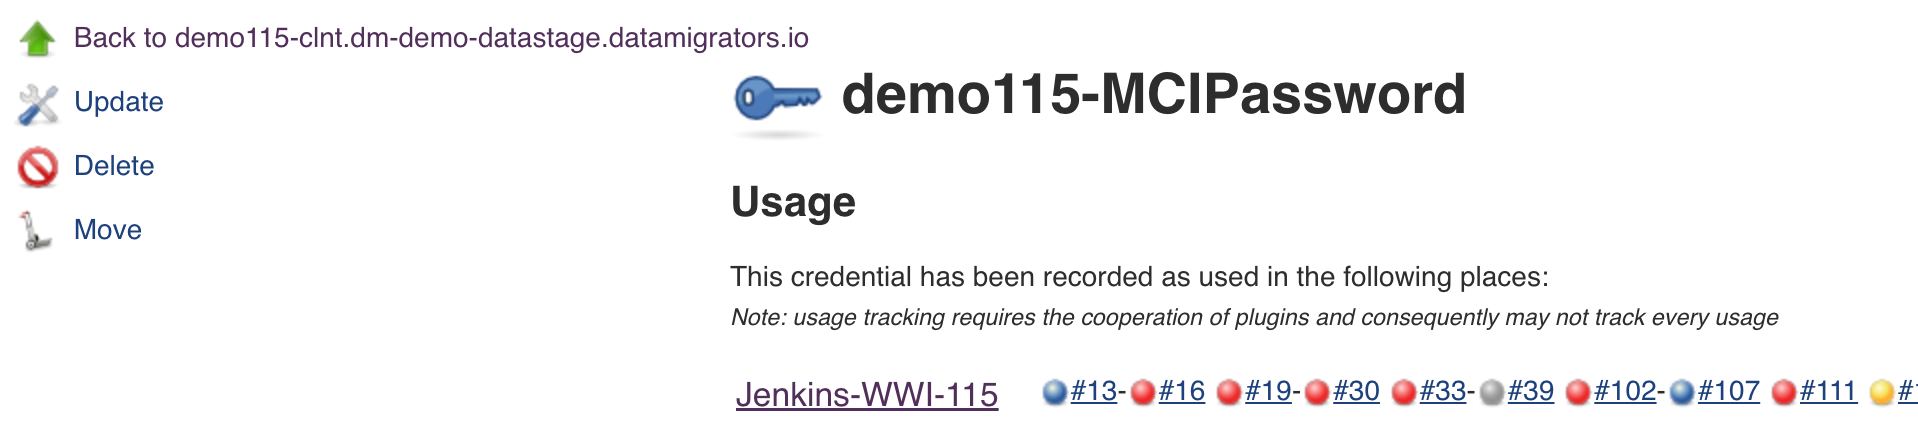 Back to demo115-clnt.dm-demo-datastage.datamigrators.io
Update
Delete
Move
demo115-MCIPassword
Usage
This credential has been recorded as used in the following places:
Note: usage tracking requires the cooperation of plugins and consequently may not track every usage
Jenkins-WWI-115 #13-#16 #19-#30 #33-#39 #102-#107 #111 #